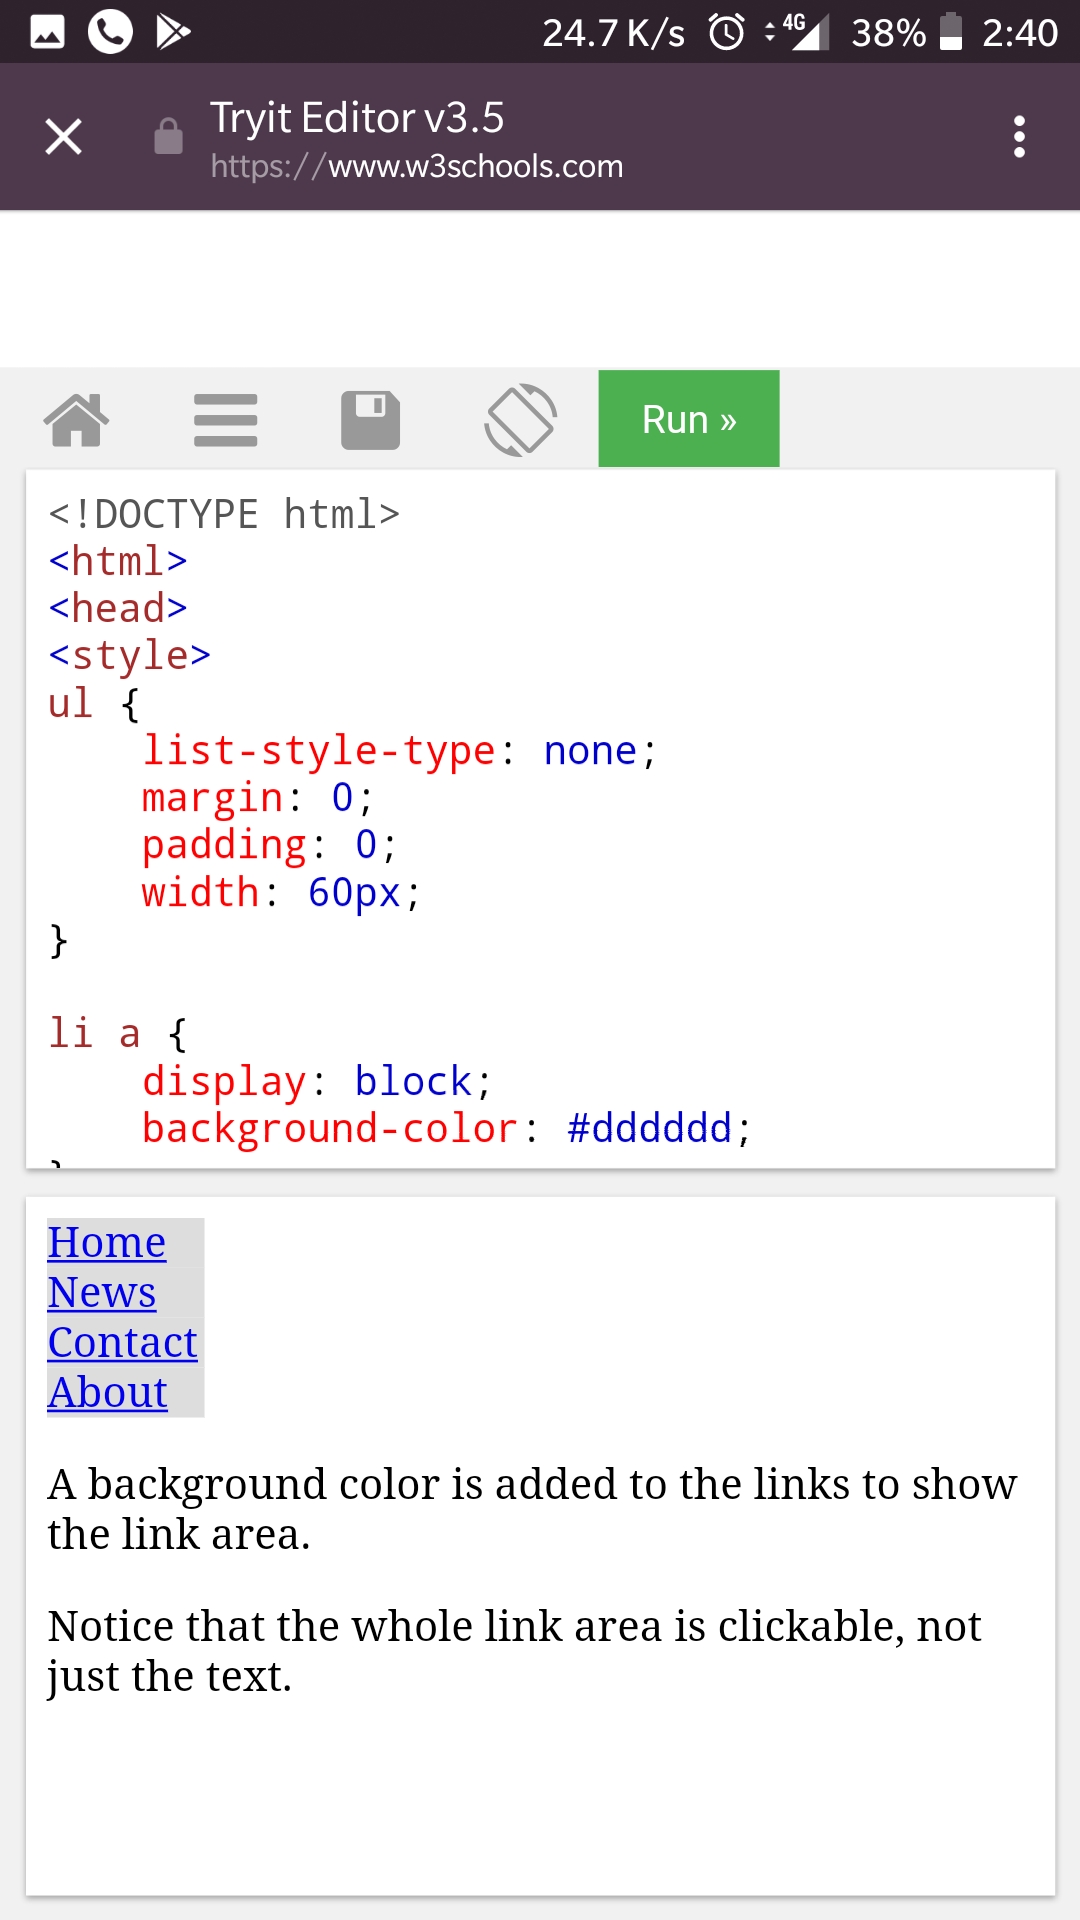 24.7 K/s 4G 38% 2:40
Tryit Editor v3.5
https://www.w3schools.com
Run »
<!DOCTYPE html>
<html>
<head>
<style>
ul {
    list-style-type: none;
    margin: 0;
    padding: 0;
    width: 60px;
}
li a {
    display: block;
    background-color: #dddddd;
}
Home
News
Contact
About
A background color is added to the links to show
the link area.
Notice that the whole link area is clickable, not
just the text.